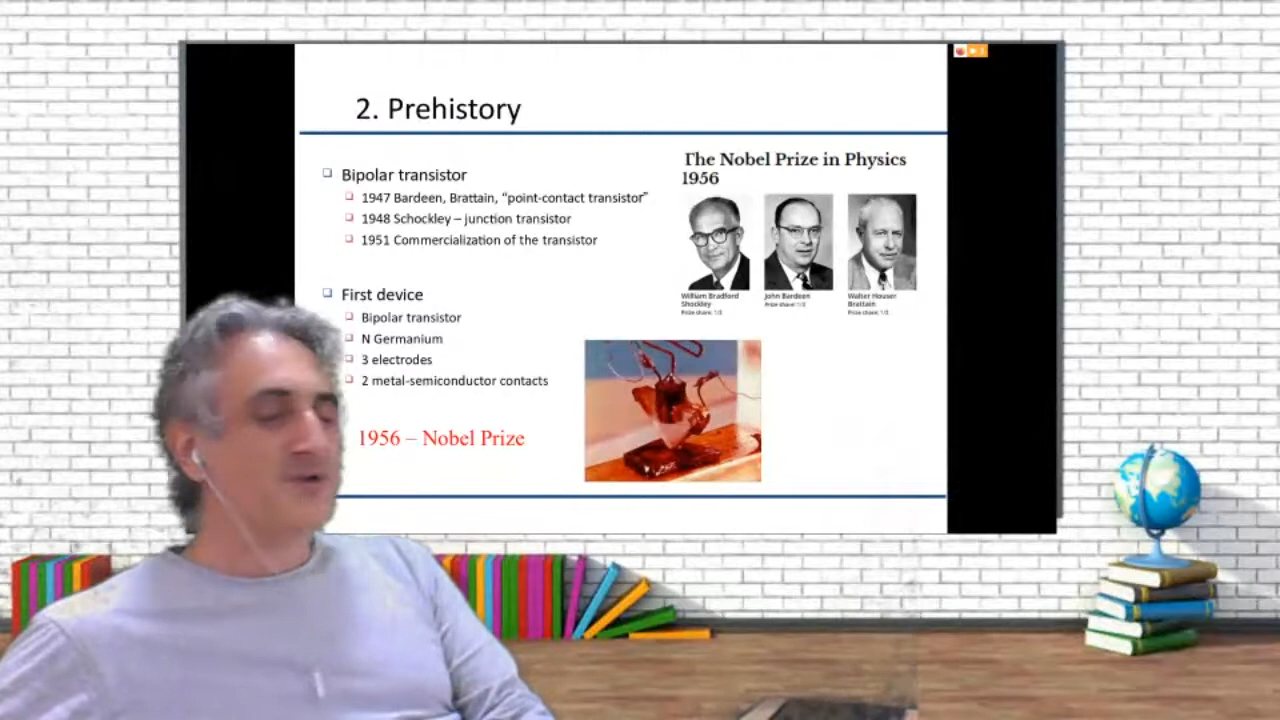 2. Prehistory
Bipolar transistor
1947 Bardeen, Brattain, “point-contact transistor”
1948 Schockley – junction transistor
1951 Commercialization of the transistor
First device
Bipolar transistor
N Germanium
3 electrodes
2 metal-semiconductor contacts
1956 – Nobel Prize
The Nobel Prize in Physics
1956
William Bradford
Shockley
Prize share: 1/3
John Bardeen
Prize share: 1/3
Walter Houser
Brattain
Prize share: 1/3